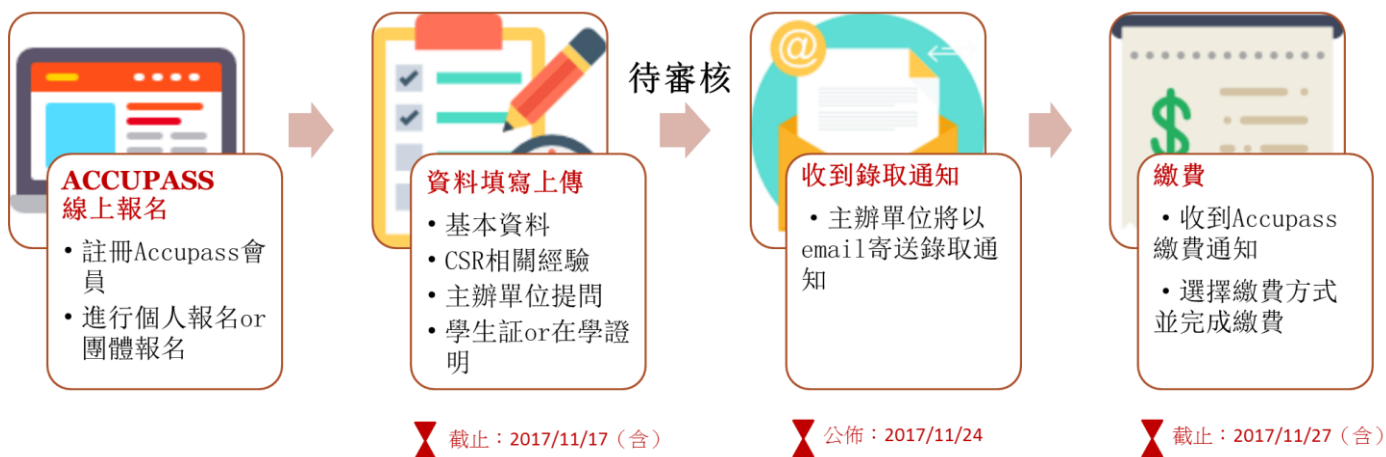 ACCUPASS
線上報名
• 註冊Accupass會
員
• 進行個人報名or
團體報名
資料填寫上傳
• 基本資料
• CSR相關經驗
• 主辦單位提問
• 學生証or在學證
明
截止：2017/11/17（含）
待審核
@
收到錄取通知
• 主辦單位將以
email寄送錄取通
知
公佈：2017/11/24
$
繳費
• 收到Accupass
繳費通知
• 選擇繳費方式
並完成繳費
截止：2017/11/27（含）